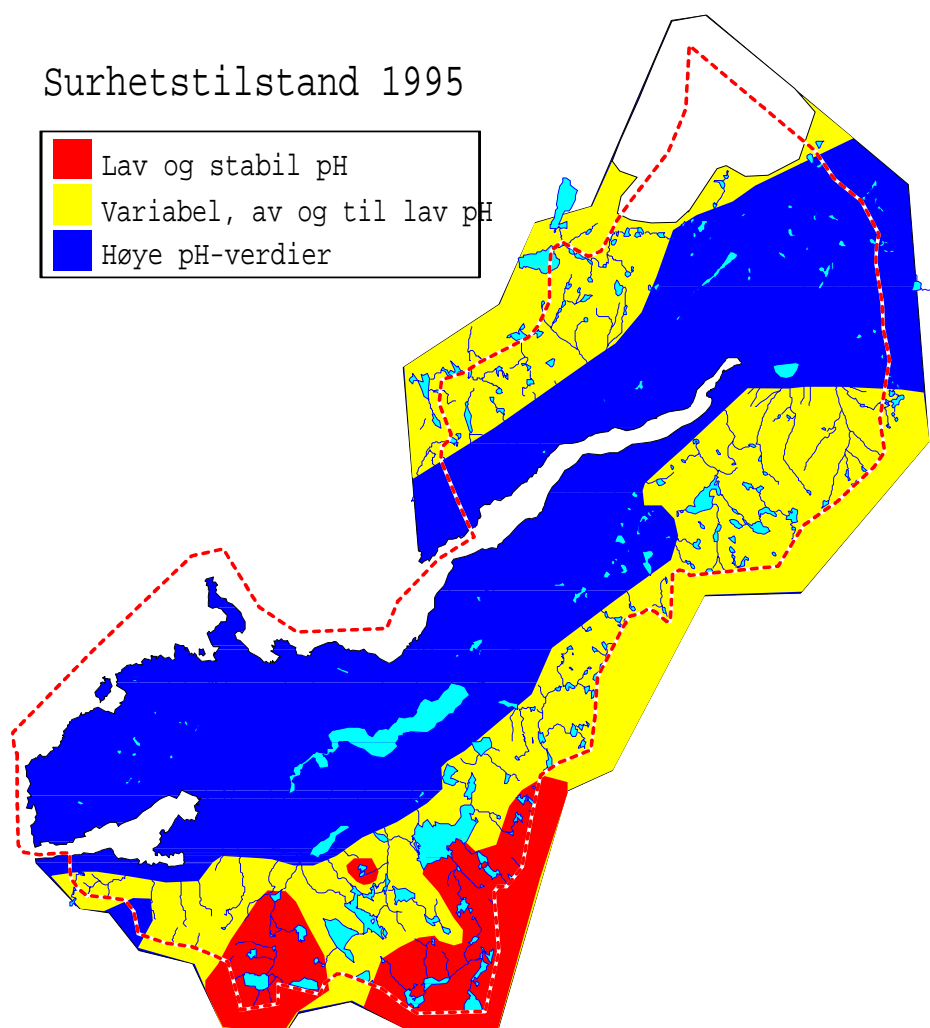 Surhetstilstand 1995
Lav og stabil pH
Variabel, av og til lav pH
Høye pH-verdier